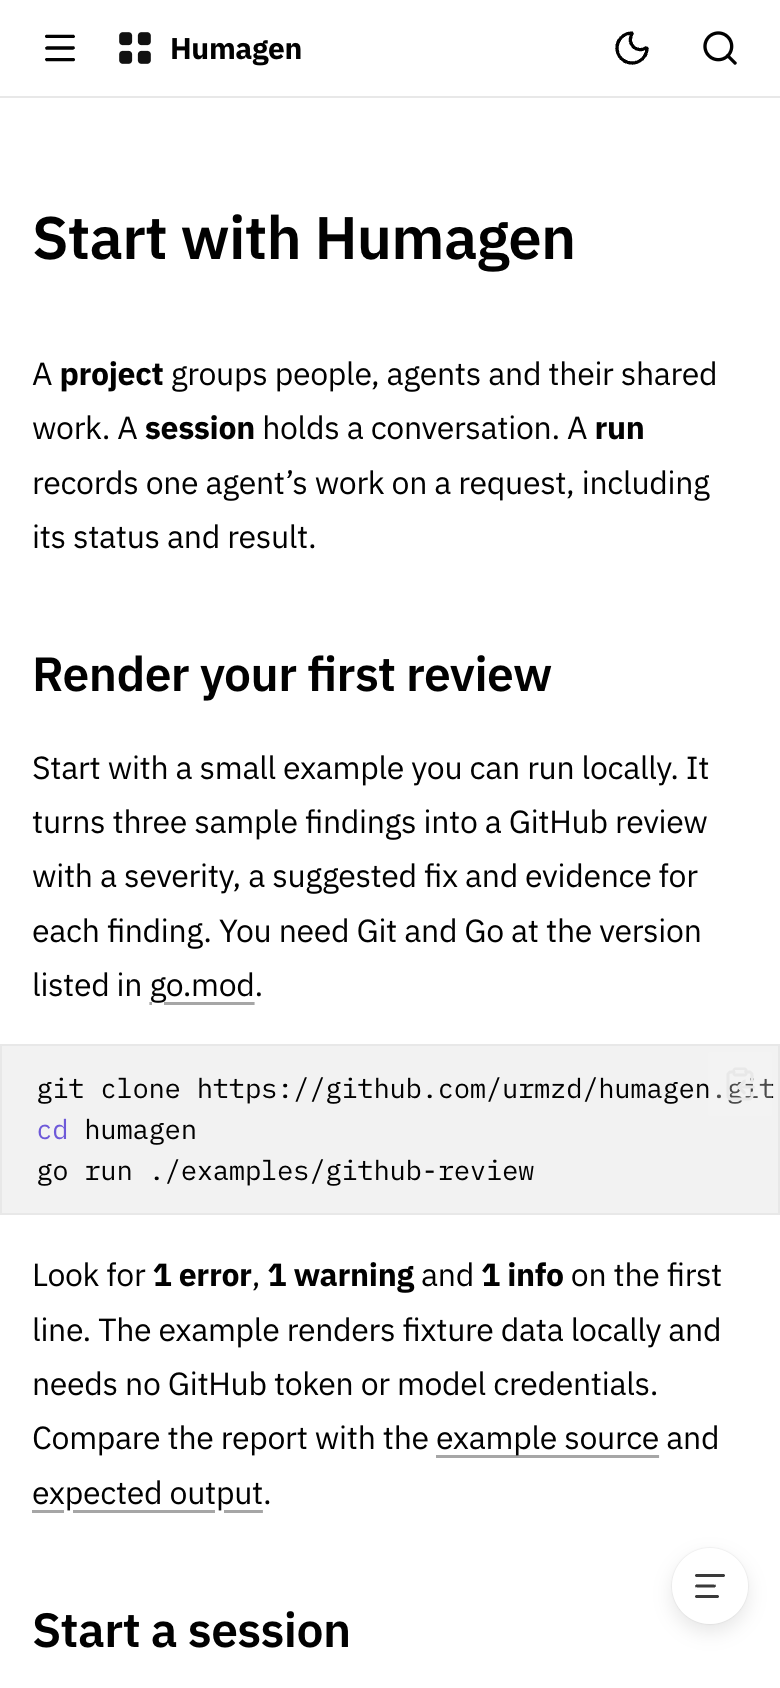 Humagen
Start with Humagen
A project groups people, agents and their shared
work. A session holds a conversation. A run
records one agent’s work on a request, including
its status and result.
Render your first review
Start with a small example you can run locally. It
turns three sample findings into a GitHub review
with a severity, a suggested fix and evidence for
each finding. You need Git and Go at the version
listed in go.mod.
git clone https://github.com/urmzd/humagen.git
cd humagen
go run ./examples/github-review
Look for 1 error, 1 warning and 1 info on the first
line. The example renders fixture data locally and
needs no GitHub token or model credentials.
Compare the report with the example source and
expected output.
Start a session